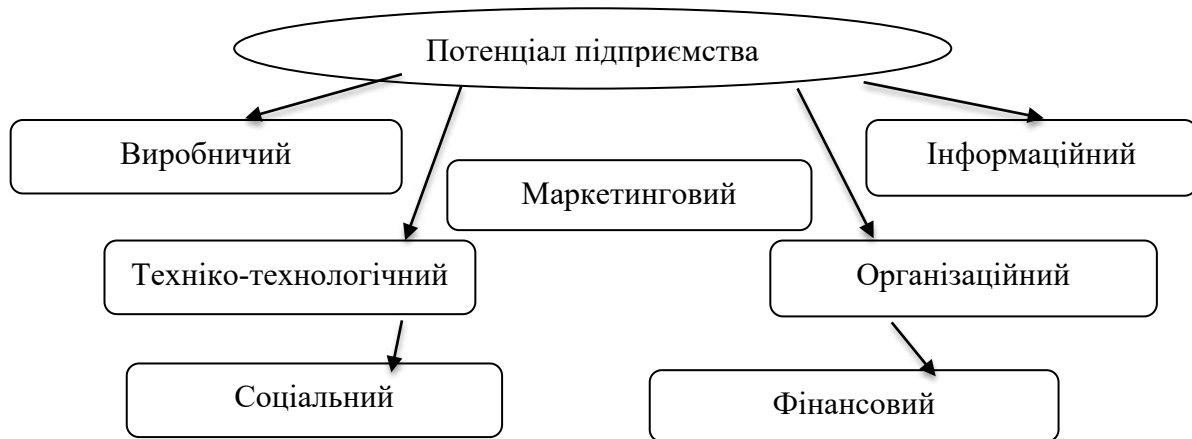 Потенціал підприємства
Виробничий
Інформаційний
Маркетинговий
Техніко-технологічний
Організаційний
Соціальний
Фінансовий